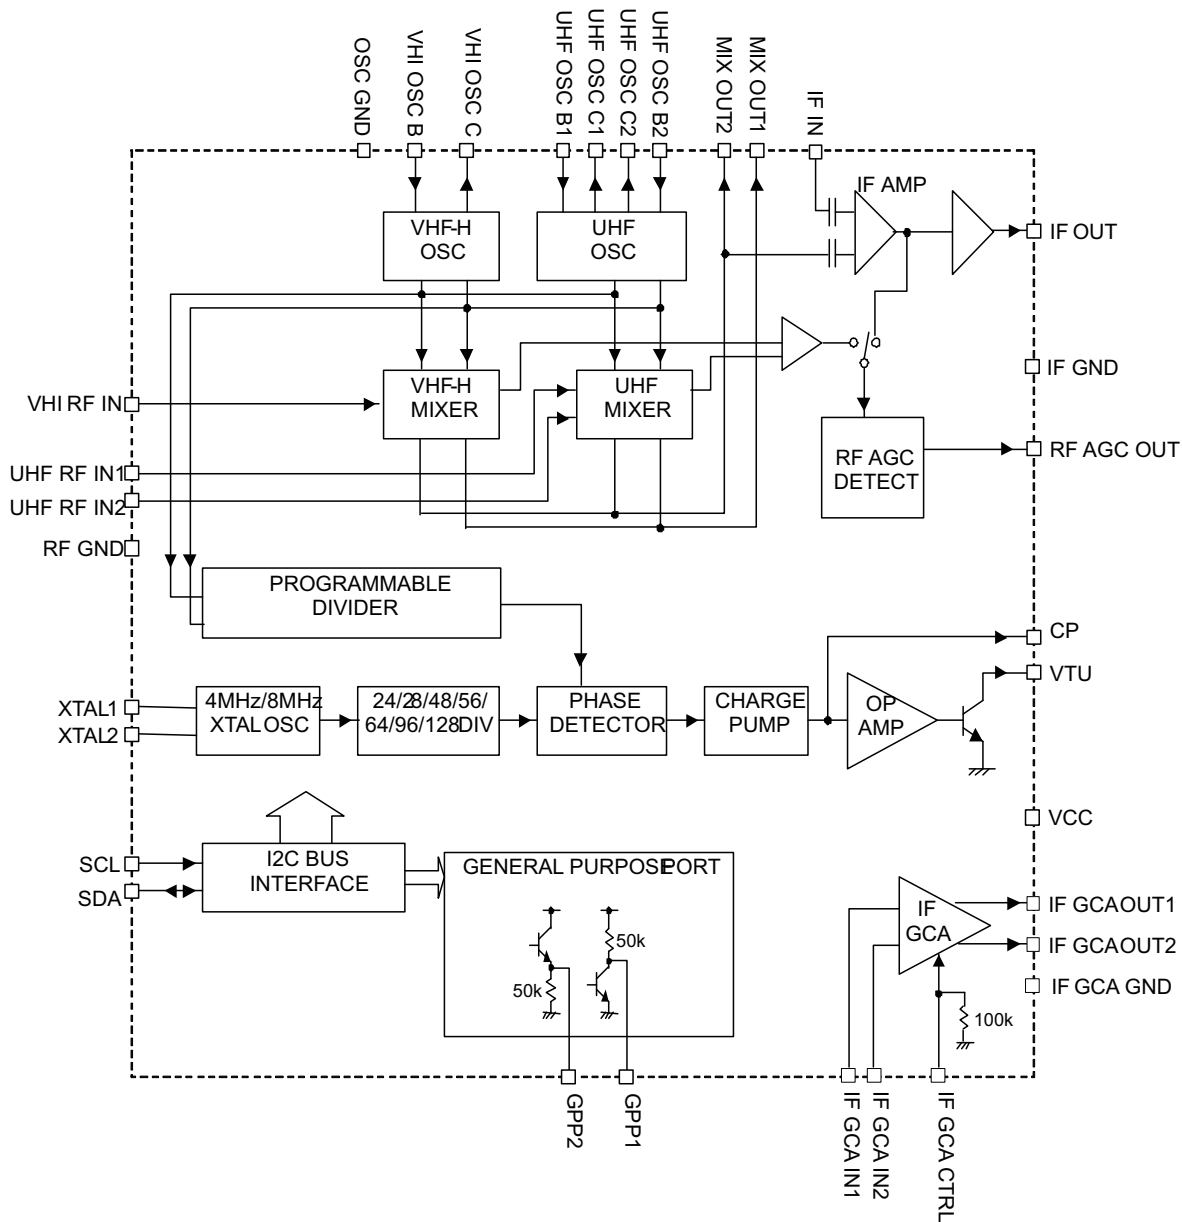 OSC GND
VHI OSC B
VHI OSC C
UHF OSC B1
UHF OSC C1
UHF OSC C2
UHF OSC B2
MIX OUT2
MIX OUT1
IF IN
IF AMP
VHF-H
OSC
UHF
OSC
IF OUT
IF GND
VHF-H
MIXER
UHF
MIXER
VHI RF IN
RF AGC
DETECT
RF AGC OUT
UHF RF IN1
UHF RF IN2
RF GND
PROGRAMMABLE
DIVIDER
CP
VTU
XTAL1
XTAL2
4MHz/8MHz
XTAL OSC
24/28/48/56/
64/96/128DIV
PHASE
DETECTOR
CHARGE
PUMP
OP
AMP
VCC
SCL
SDA
I2C BUS
INTERFACE
GENERAL PURPOSE PORT
50k
50k
IF
GCA
IF GCAOUT1
IF GCAOUT2
IF GCA GND
100k
GPP2
GPP1
IF GCA IN1
IF GCA IN2
IF GCA CTRL